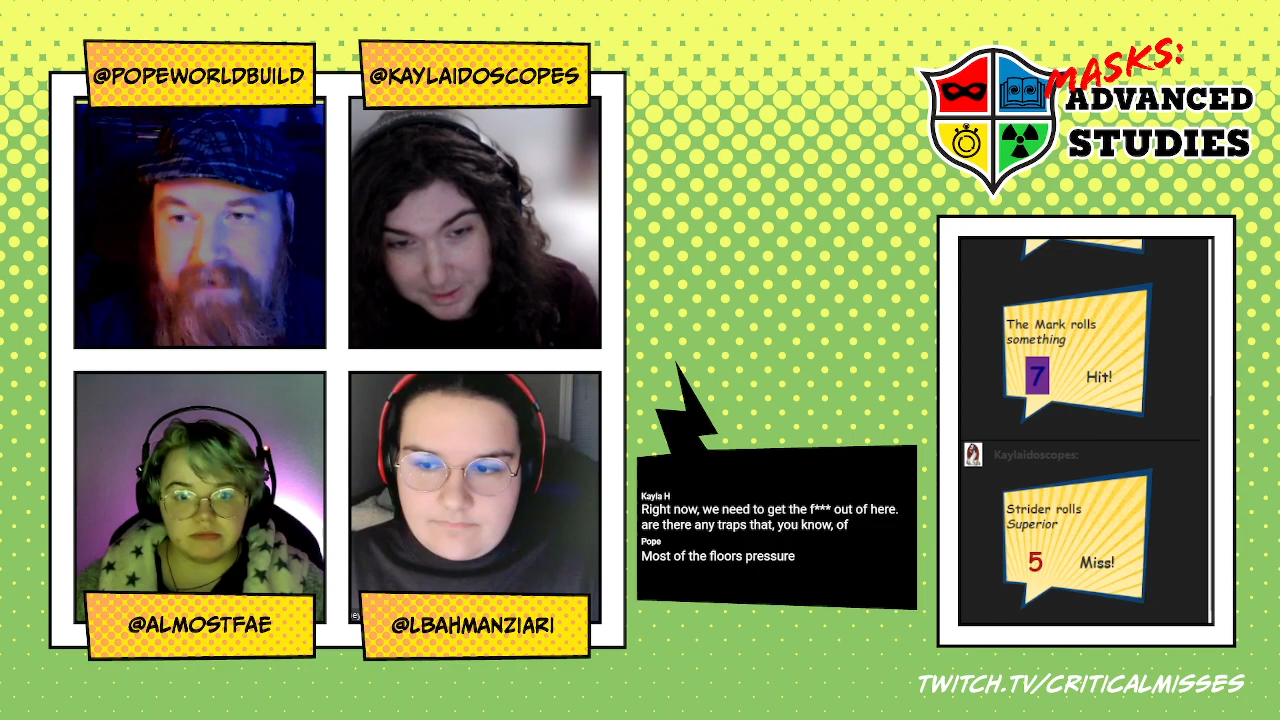 @POPEWORLDBUILD
@KAYLAIDOSCOPES
MASKS:
ADVANCED
STUDIES
The Mark rolls
something
7 Hit!
Kaylaidoscopes:
Strider rolls
Superior
5 Miss!
Kayla H
Right now, we need to get the f*** out of here.
are there any traps that, you know, of
Pope
Most of the floors pressure
@ALMOSTFAE
@LBAHMANZIARI
TWITCH.TV/CRITICALMISSES